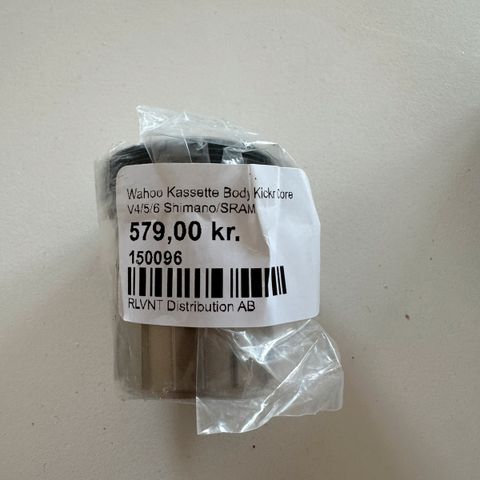 Wahoo Kassette Body Kickr Core
V4/5/6 Shimano/SRAM
579,00 kr.
150096
RLVNT Distribution AB